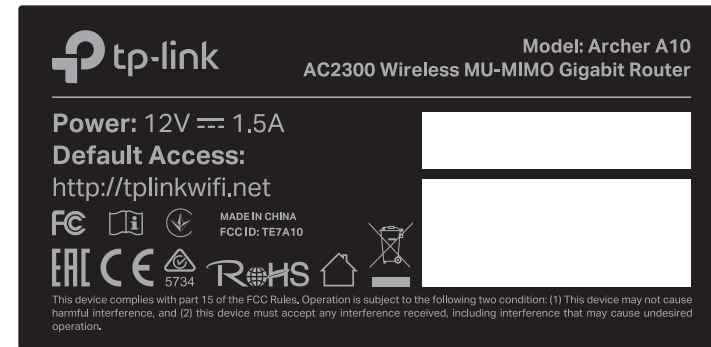 tp-link
Model: Archer A10
AC2300 Wireless MU-MIMO Gigabit Router
Power: 12V ⎓ 1.5A
Default Access:
http://tplinkwifi.net
FC
MADE IN CHINA
FCC ID: TE7A10
EAC CE 5734 RoHS
This device complies with part 15 of the FCC Rules. Operation is subject to the following two condition: (1) This device may not cause
harmful interference, and (2) this device must accept any interference received, including interference that may cause undesired
operation.